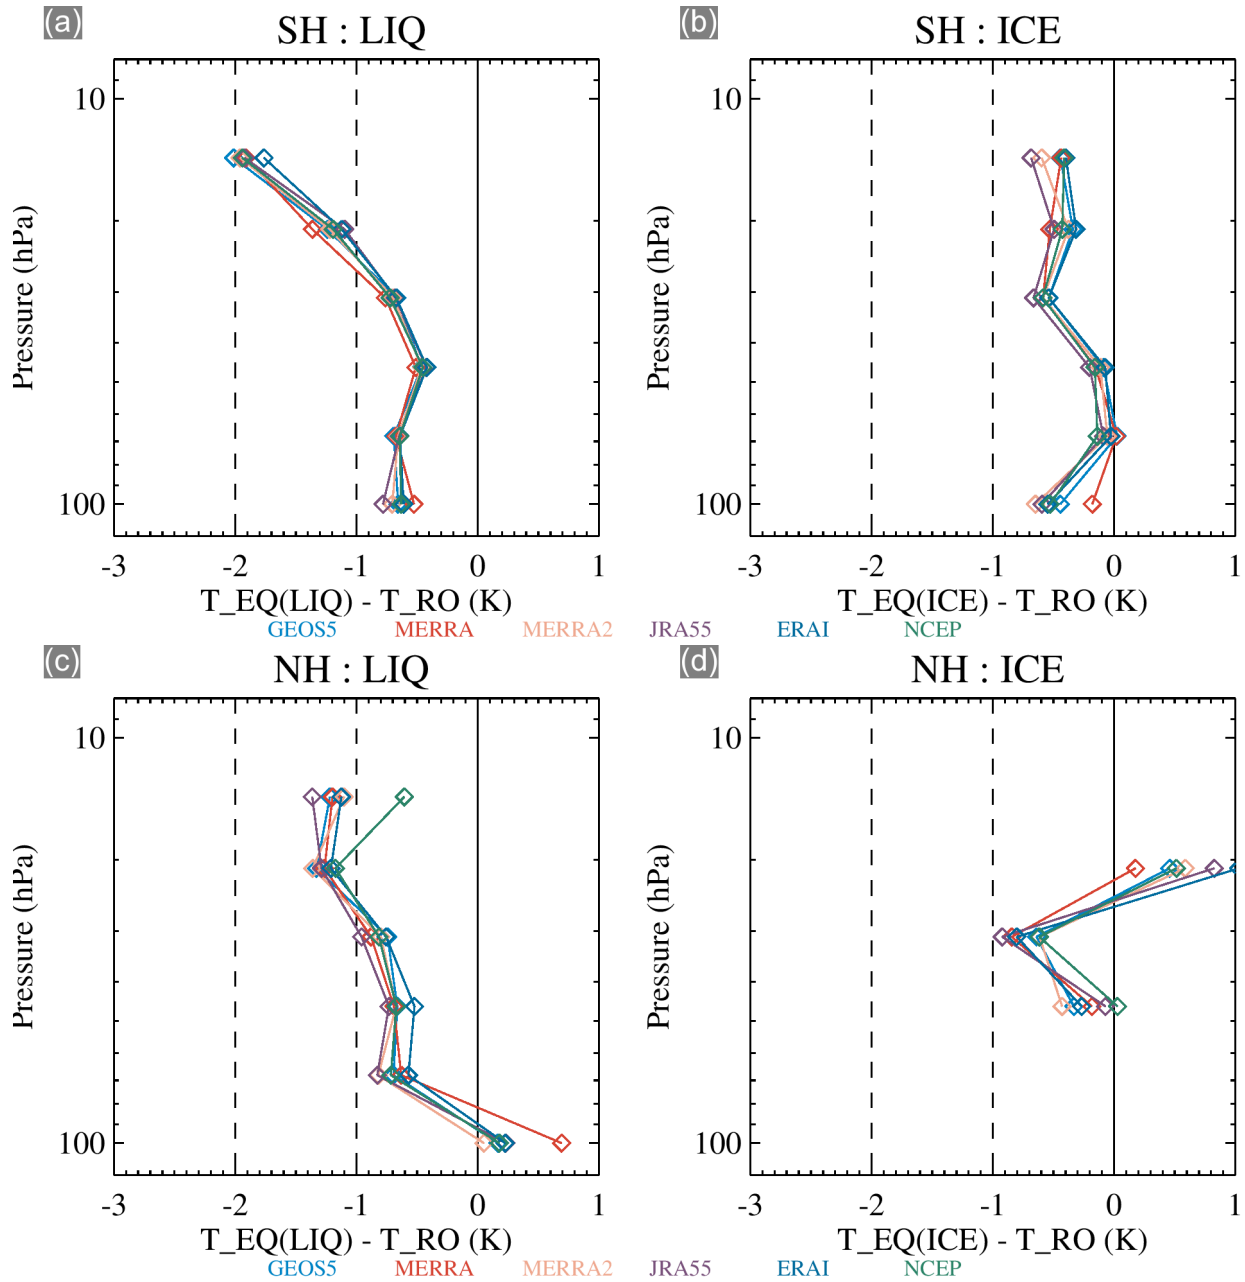 (a) SH : LIQ
(b) SH : ICE
10
10
Pressure (hPa)
Pressure (hPa)
100
100
-3 -2 -1 0 1
-3 -2 -1 0 1
T_EQ(LIQ) - T_RO (K)
T_EQ(ICE) - T_RO (K)
GEOS5 MERRA MERRA2 JRA55 ERAI NCEP
(c) NH : LIQ
(d) NH : ICE
10
10
Pressure (hPa)
Pressure (hPa)
100
100
-3 -2 -1 0 1
-3 -2 -1 0 1
T_EQ(LIQ) - T_RO (K)
T_EQ(ICE) - T_RO (K)
GEOS5 MERRA MERRA2 JRA55 ERAI NCEP